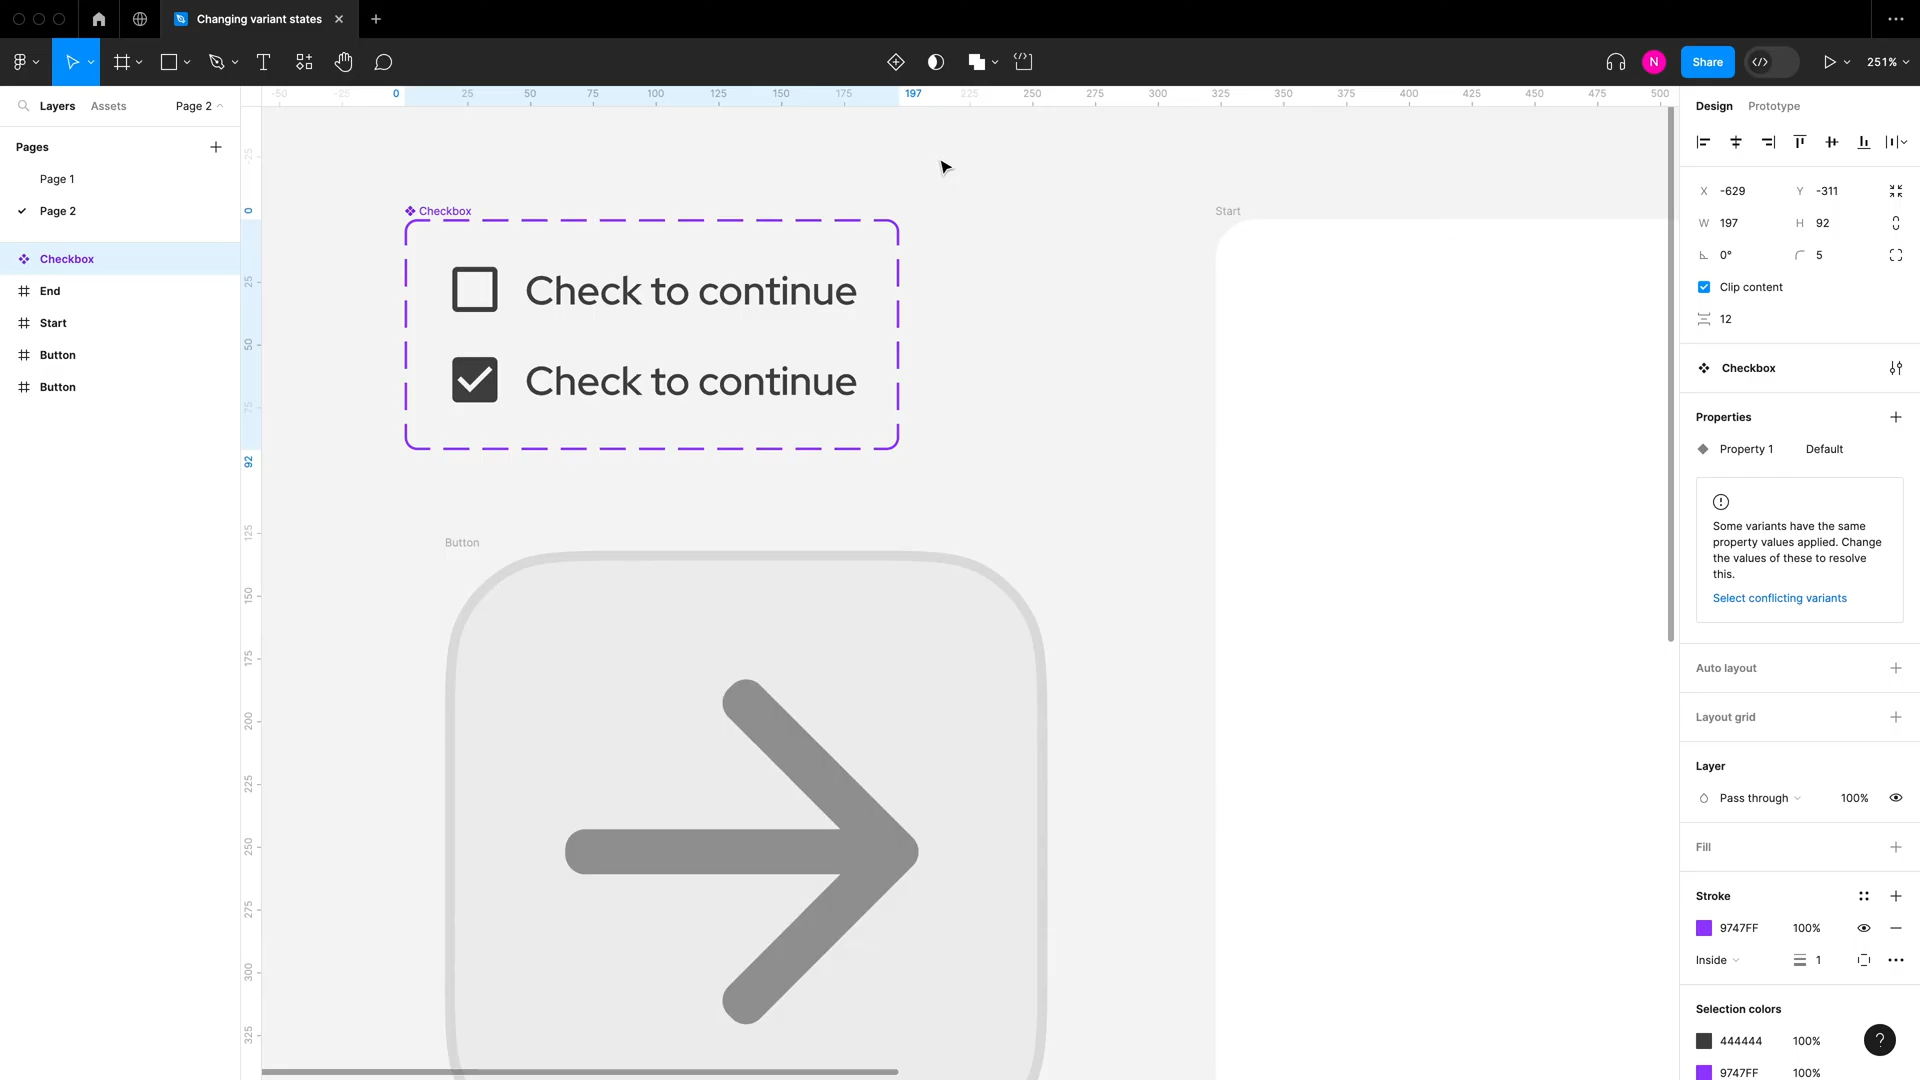 Changing variant states
N
Share
251%
Layers
Assets
Page 2
Pages
Page 1
Page 2
Checkbox
End
Start
Button
Button
-50
-25
0
25
50
75
100
125
150
175
197
225
250
275
300
325
350
375
400
425
450
475
500
-25
0
25
50
75
92
125
150
175
200
225
250
275
300
325
Checkbox
Check to continue
Check to continue
Start
Button
Design
Prototype
X -629
Y -311
W 197
H 92
0°
5
Clip content
12
Checkbox
Properties
Property 1
Default
Some variants have the same
property values applied. Change
the values of these to resolve
this.
Select conflicting variants
Auto layout
Layout grid
Layer
Pass through
100%
Fill
Stroke
9747FF
100%
Inside
1
Selection colors
444444
100%
?
9747FF
100%